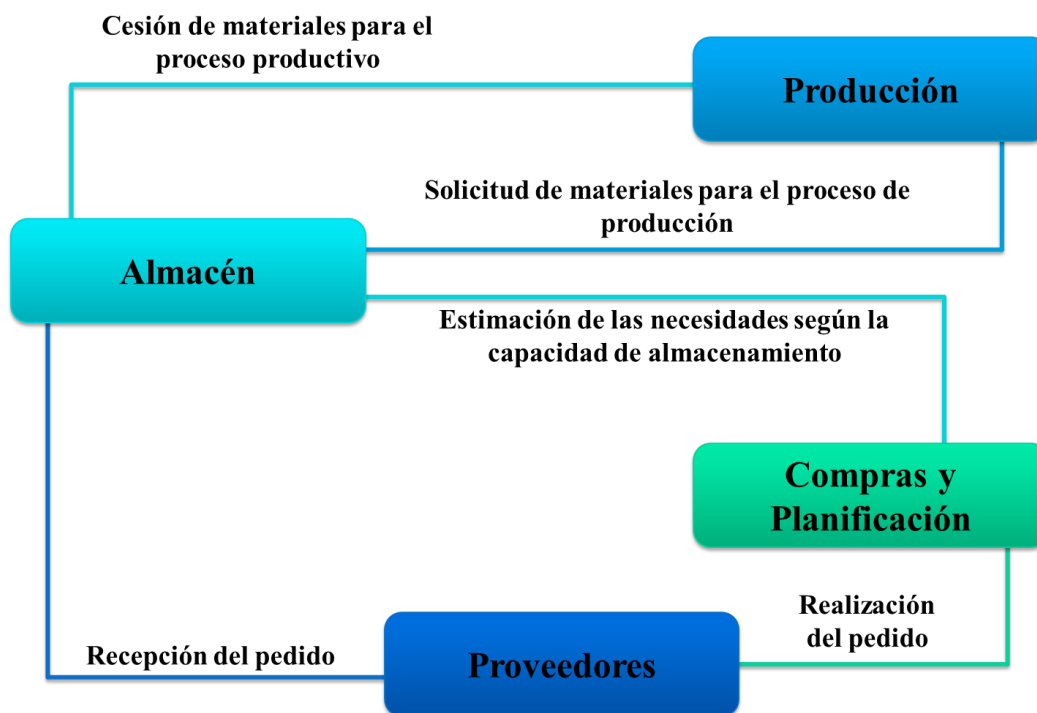 Cesión de materiales para el
proceso productivo
Producción
Solicitud de materiales para el proceso de
producción
Almacén
Estimación de las necesidades según la
capacidad de almacenamiento
Compras y
Planificación
Realización
del pedido
Recepción del pedido
Proveedores